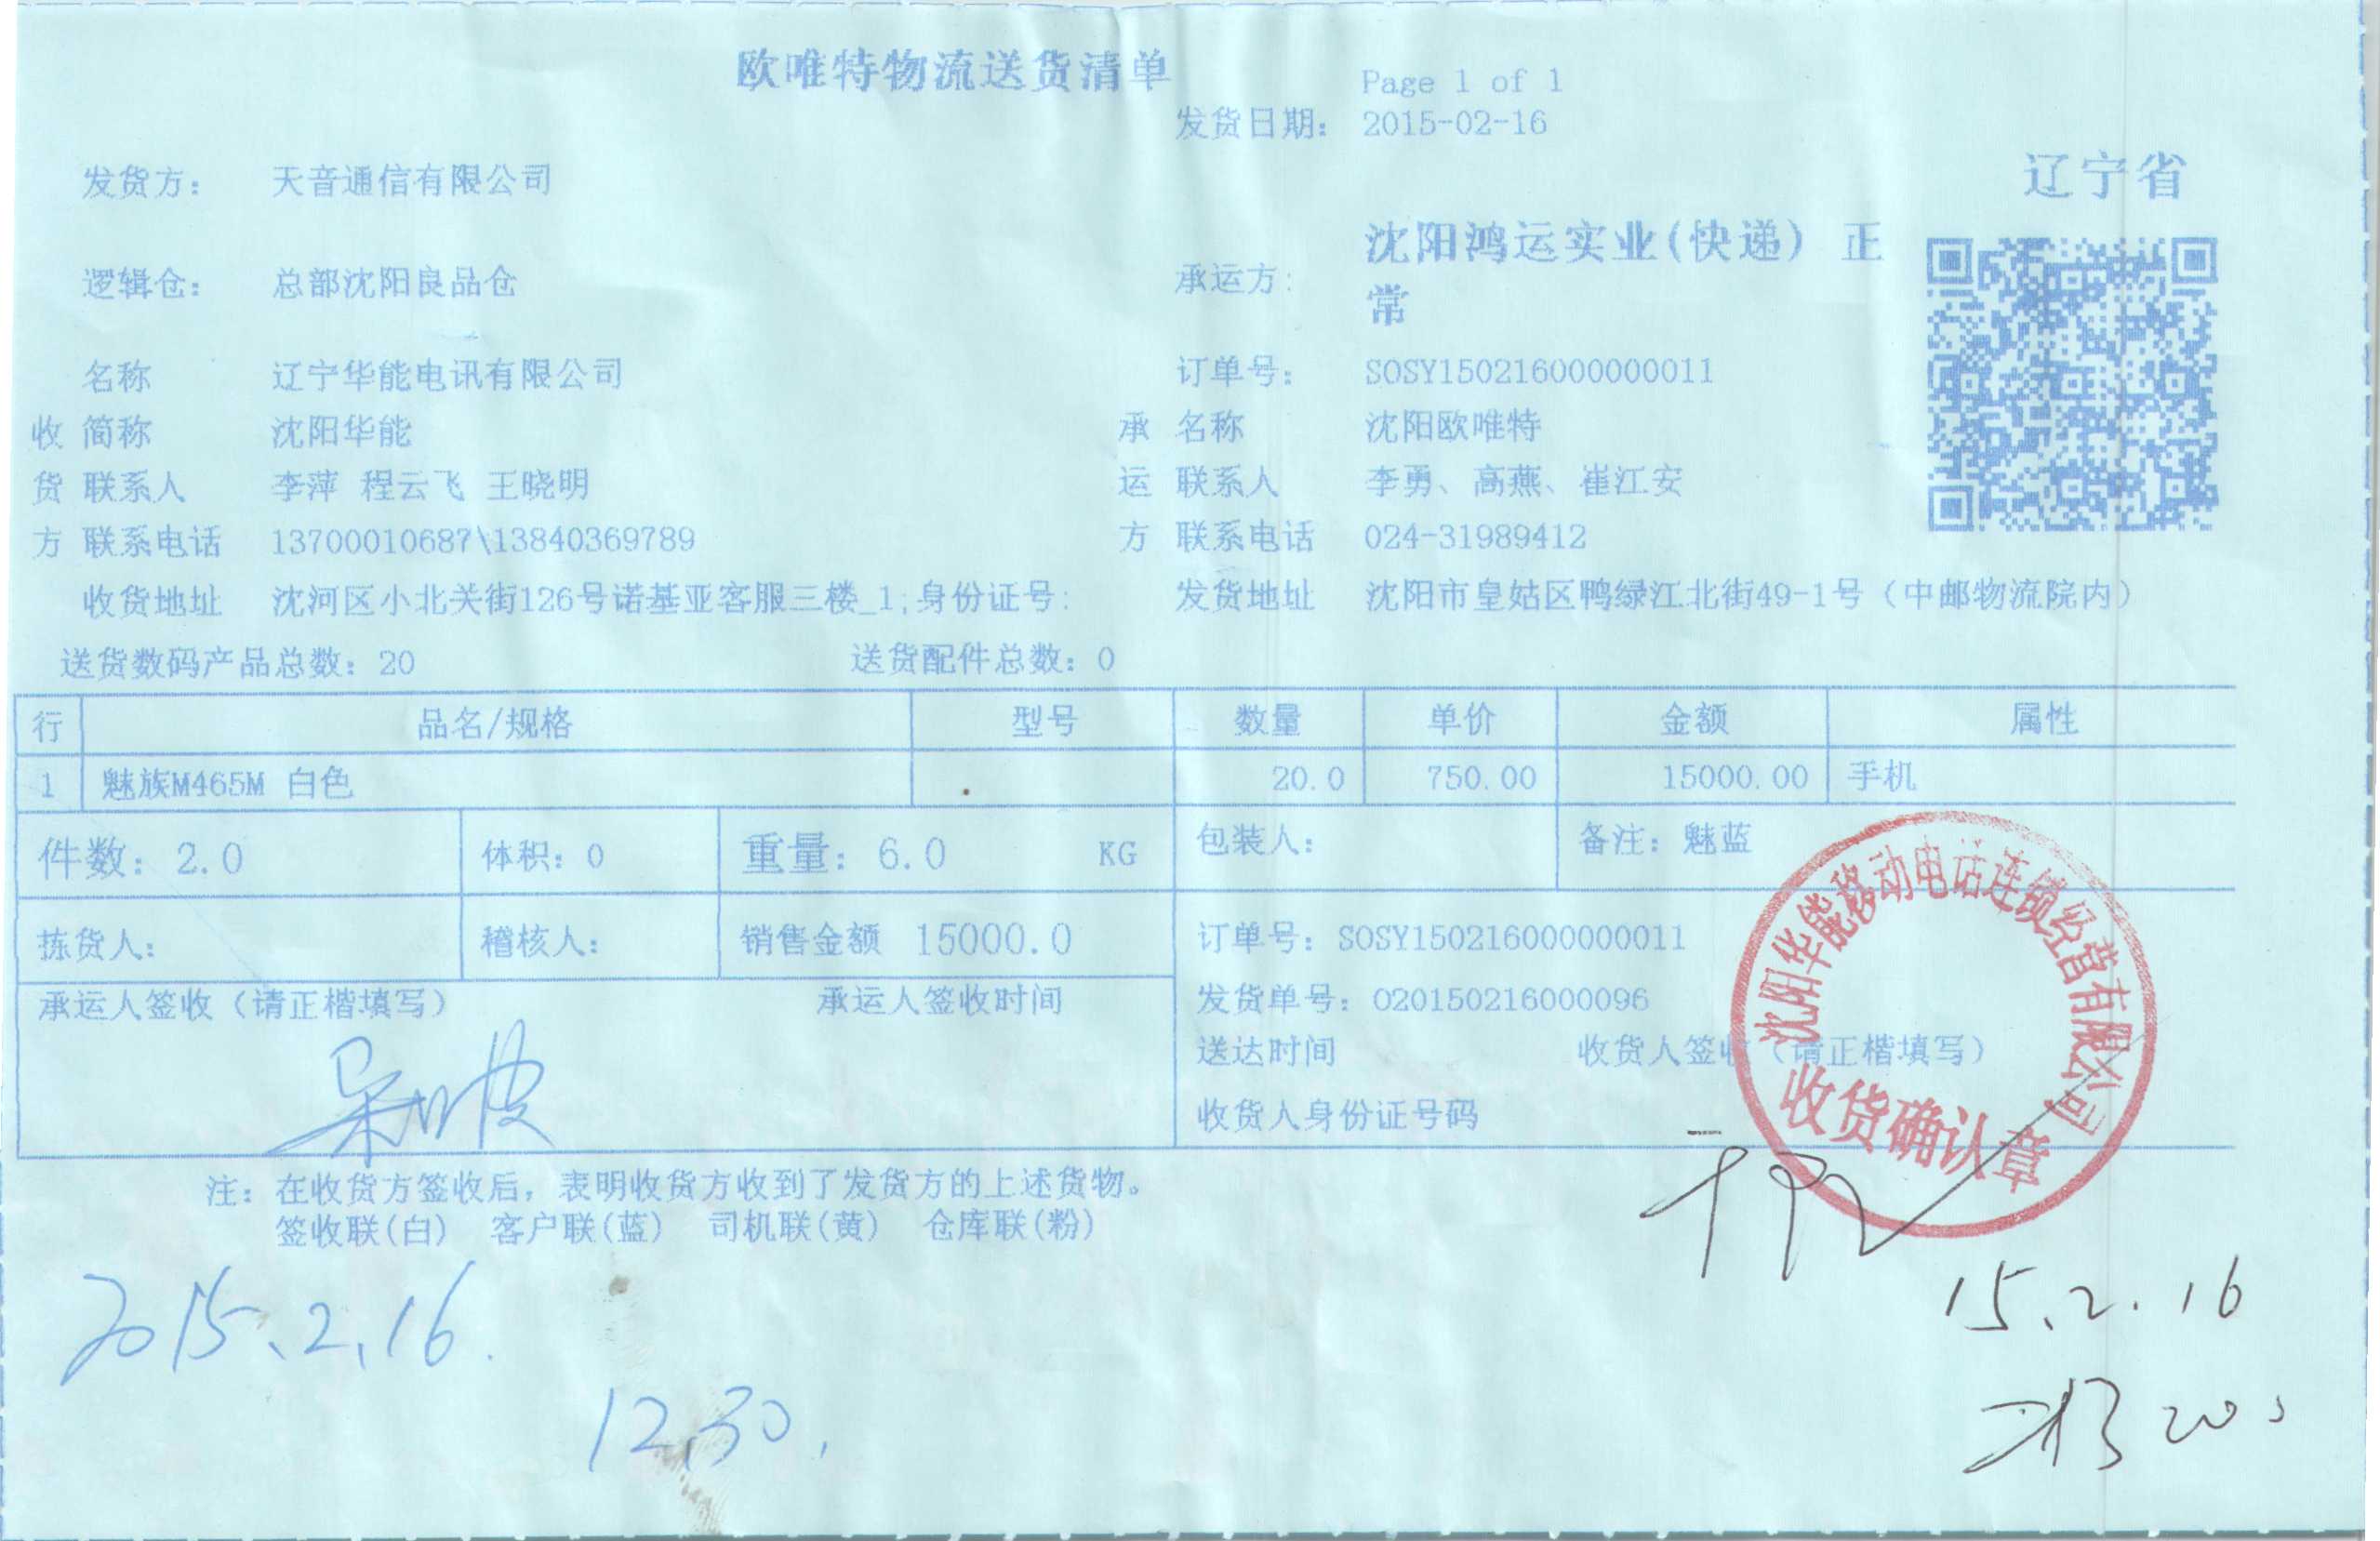 欧唯特物流送货清单
Page 1 of 1
发货日期: 2015-02-16
辽宁省
发货方: 天音通信有限公司
逻辑仓: 总部沈阳良品仓
承运方: 沈阳鸿运实业(快递) 正
常
名称 辽宁华能电讯有限公司 订单号: SOSY150216000000011
收 简称 沈阳华能 承 名称 沈阳欧唯特
货 联系人 李萍 程云飞 王晓明 运 联系人 李勇、高燕、崔江安
方 联系电话 13700010687\13840369789 方 联系电话 024-31989412
收货地址 沈河区小北关街126号诺基亚客服三楼_1;身份证号: 发货地址 沈阳市皇姑区鸭绿江北街49-1号（中邮物流院内）
送货数码产品总数: 20 送货配件总数: 0
行 品名/规格 型号 数量 单价 金额 属性
1 魅族M465M 白色 20.0 750.00 15000.00 手机
件数: 2.0 体积: 0 重量: 6.0 KG 包装人: 备注: 魅蓝
拣货人: 稽核人: 销售金额 15000.0 订单号: SOSY150216000000011
承运人签收（请正楷填写） 承运人签收时间 发货单号: 020150216000096
送达时间 收货人签收（请正楷填写）
收货人身份证号码
沈阳华能移动电话连锁经营有限公司
收货确认章
注: 在收货方签收后, 表明收货方收到了发货方的上述货物。
签收联(白) 客户联(蓝) 司机联(黄) 仓库联(粉)
2015.2.16.
15.2.16
12.30.